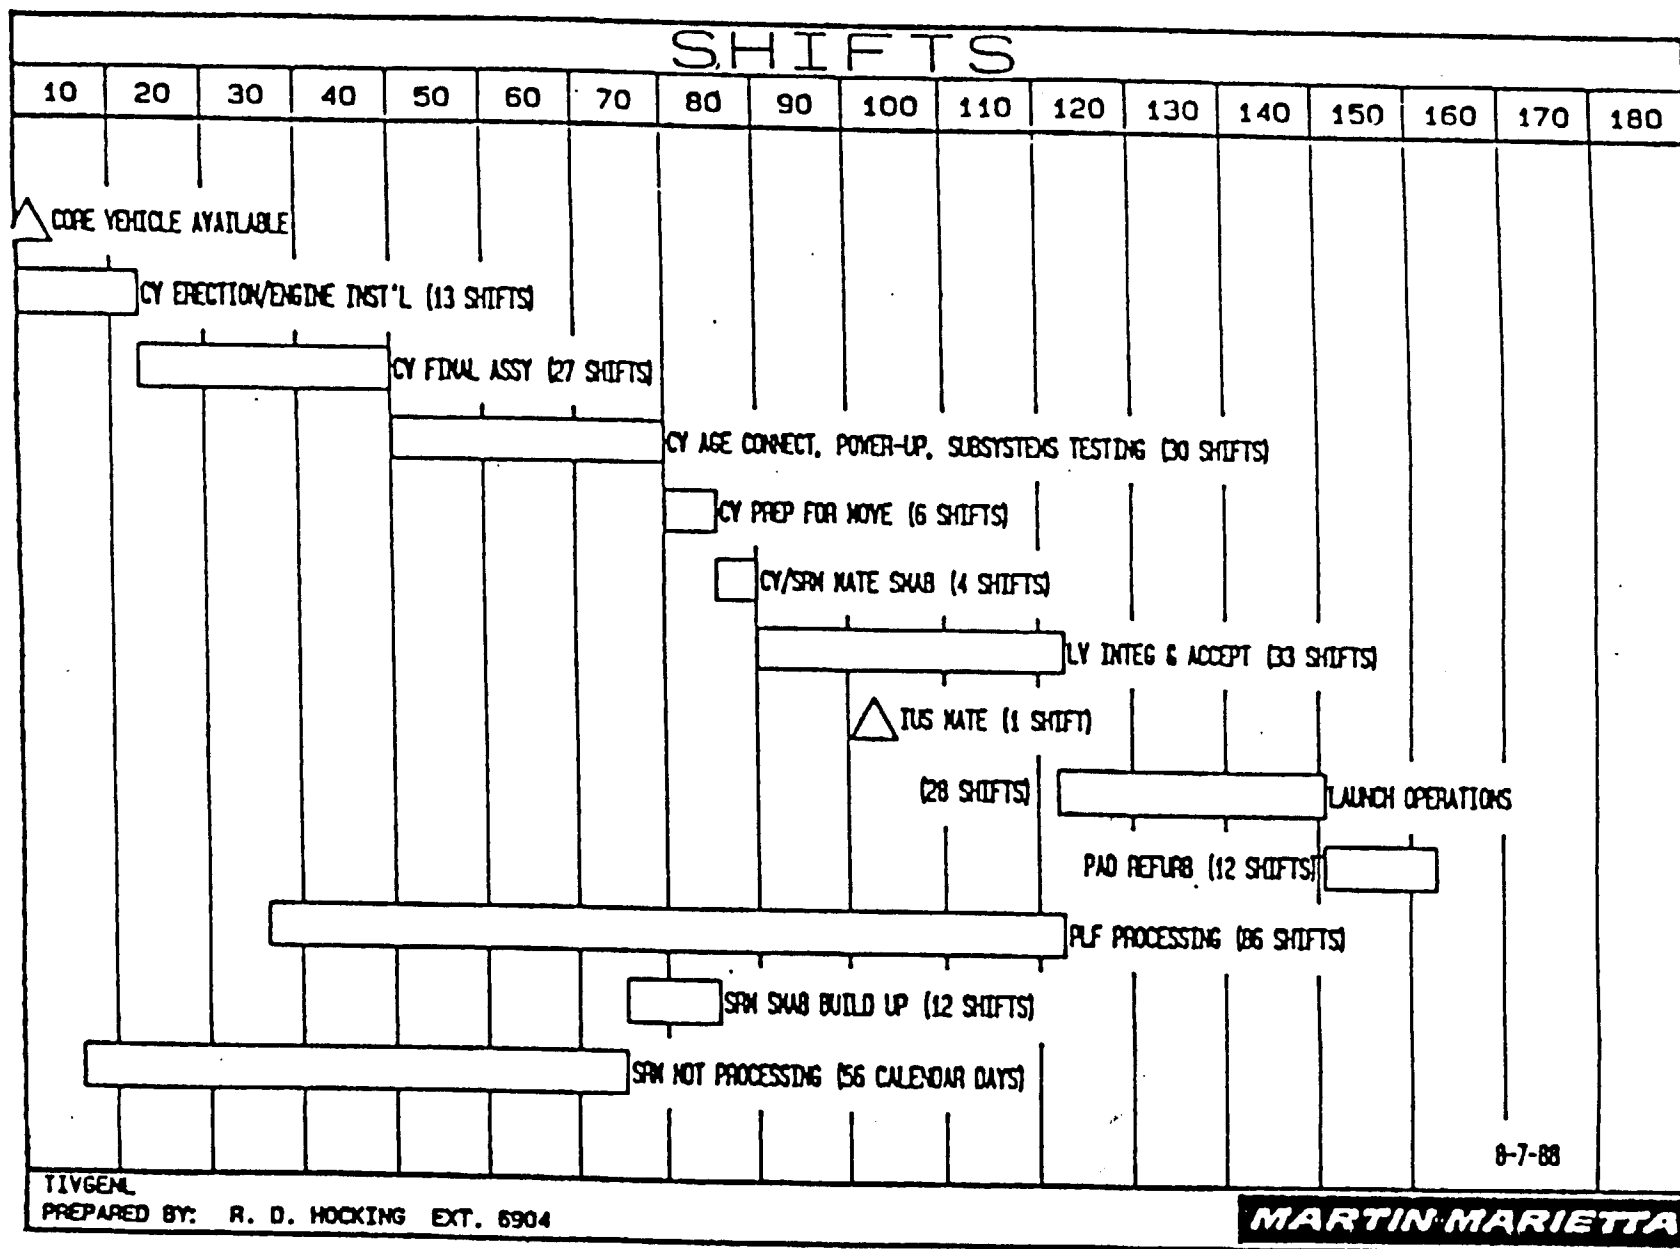 SHIFTS
10 20 30 40 50 60 70 80 90 100 110 120 130 140 150 160 170 180
CORE VEHICLE AVAILABLE
CV ERECTION/ENGINE INST'L (13 SHIFTS)
CV FINAL ASSY (27 SHIFTS)
CV AGE CONNECT, POWER-UP, SUBSYSTEMS TESTING (30 SHIFTS)
CV PREP FOR MOVE (6 SHIFTS)
CV/SRM MATE SMAB (4 SHIFTS)
LV INTEG & ACCEPT (33 SHIFTS)
IUS MATE (1 SHIFT)
(28 SHIFTS) LAUNCH OPERATIONS
PAD REFURB (12 SHIFTS)
PLF PROCESSING (86 SHIFTS)
SRM SMAB BUILD UP (12 SHIFTS)
SRM NDT PROCESSING (56 CALENDAR DAYS)
8-7-88
TIVGENL
PREPARED BY: R. D. HOCKING EXT. 6904
MARTIN MARIETTA